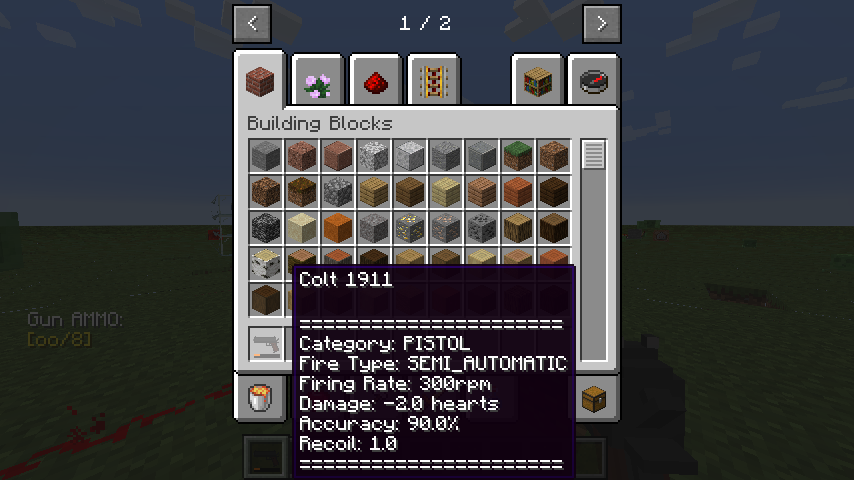 <
1 / 2
>
Building Blocks
Gun AMMO:
[oo/8]
Colt 1911
=======================
Category: PISTOL
Fire Type: SEMI_AUTOMATIC
Firing Rate: 300rpm
Damage: -2.0 hearts
Accuracy: 90.0%
Recoil: 1.0
=======================